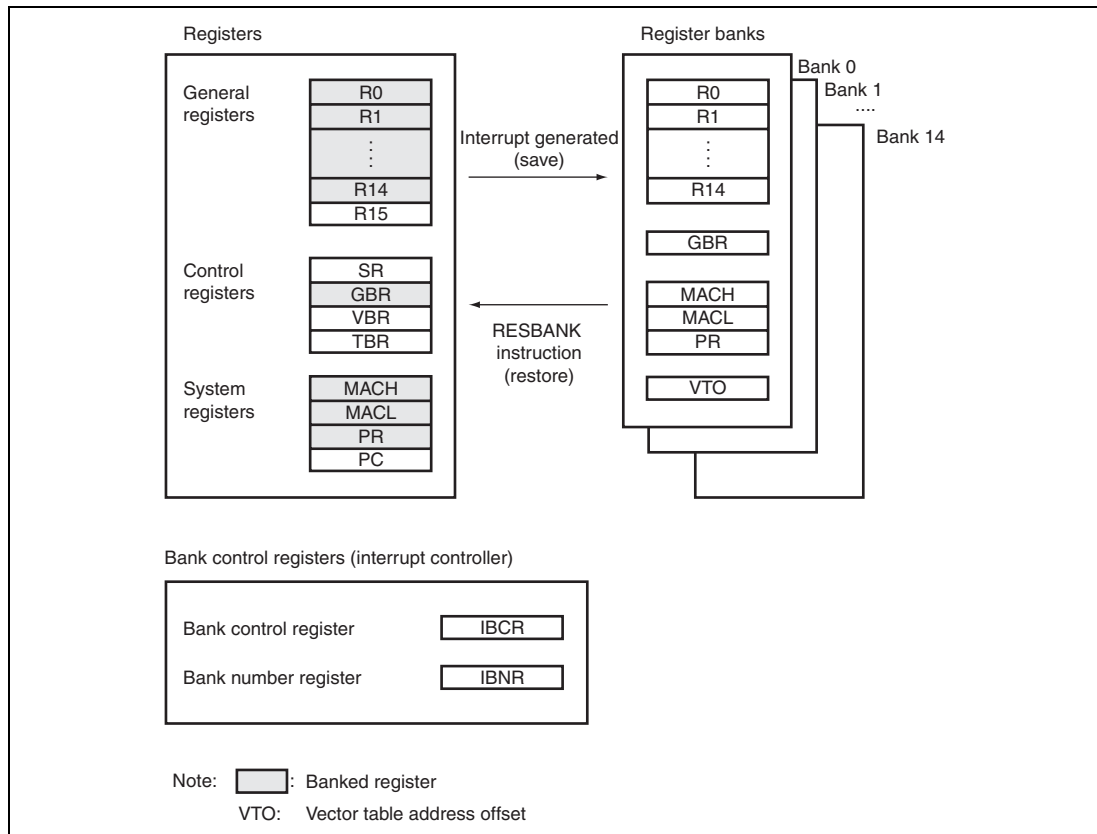 Registers
General
registers
R0
R1
⋮
R14
R15
Control
registers
SR
GBR
VBR
TBR
System
registers
MACH
MACL
PR
PC
Interrupt generated
(save)
RESBANK
instruction
(restore)
Register banks
Bank 0
Bank 1
....
Bank 14
R0
R1
⋮
R14
GBR
MACH
MACL
PR
VTO
Bank control registers (interrupt controller)
Bank control register IBCR
Bank number register IBNR
Note: : Banked register
VTO: Vector table address offset